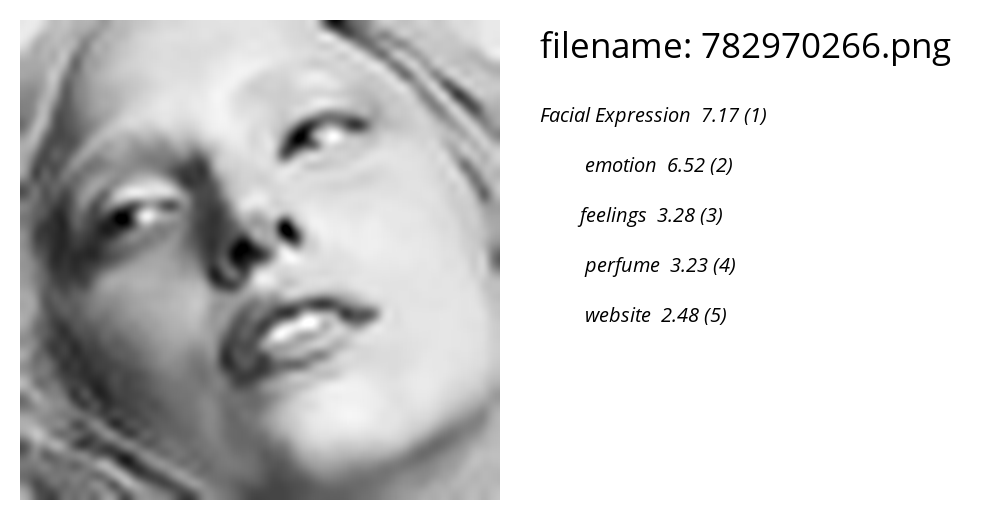 filename: 782970266.png
Facial Expression 7.17 (1)
emotion 6.52 (2)
feelings 3.28 (3)
perfume 3.23 (4)
website 2.48 (5)